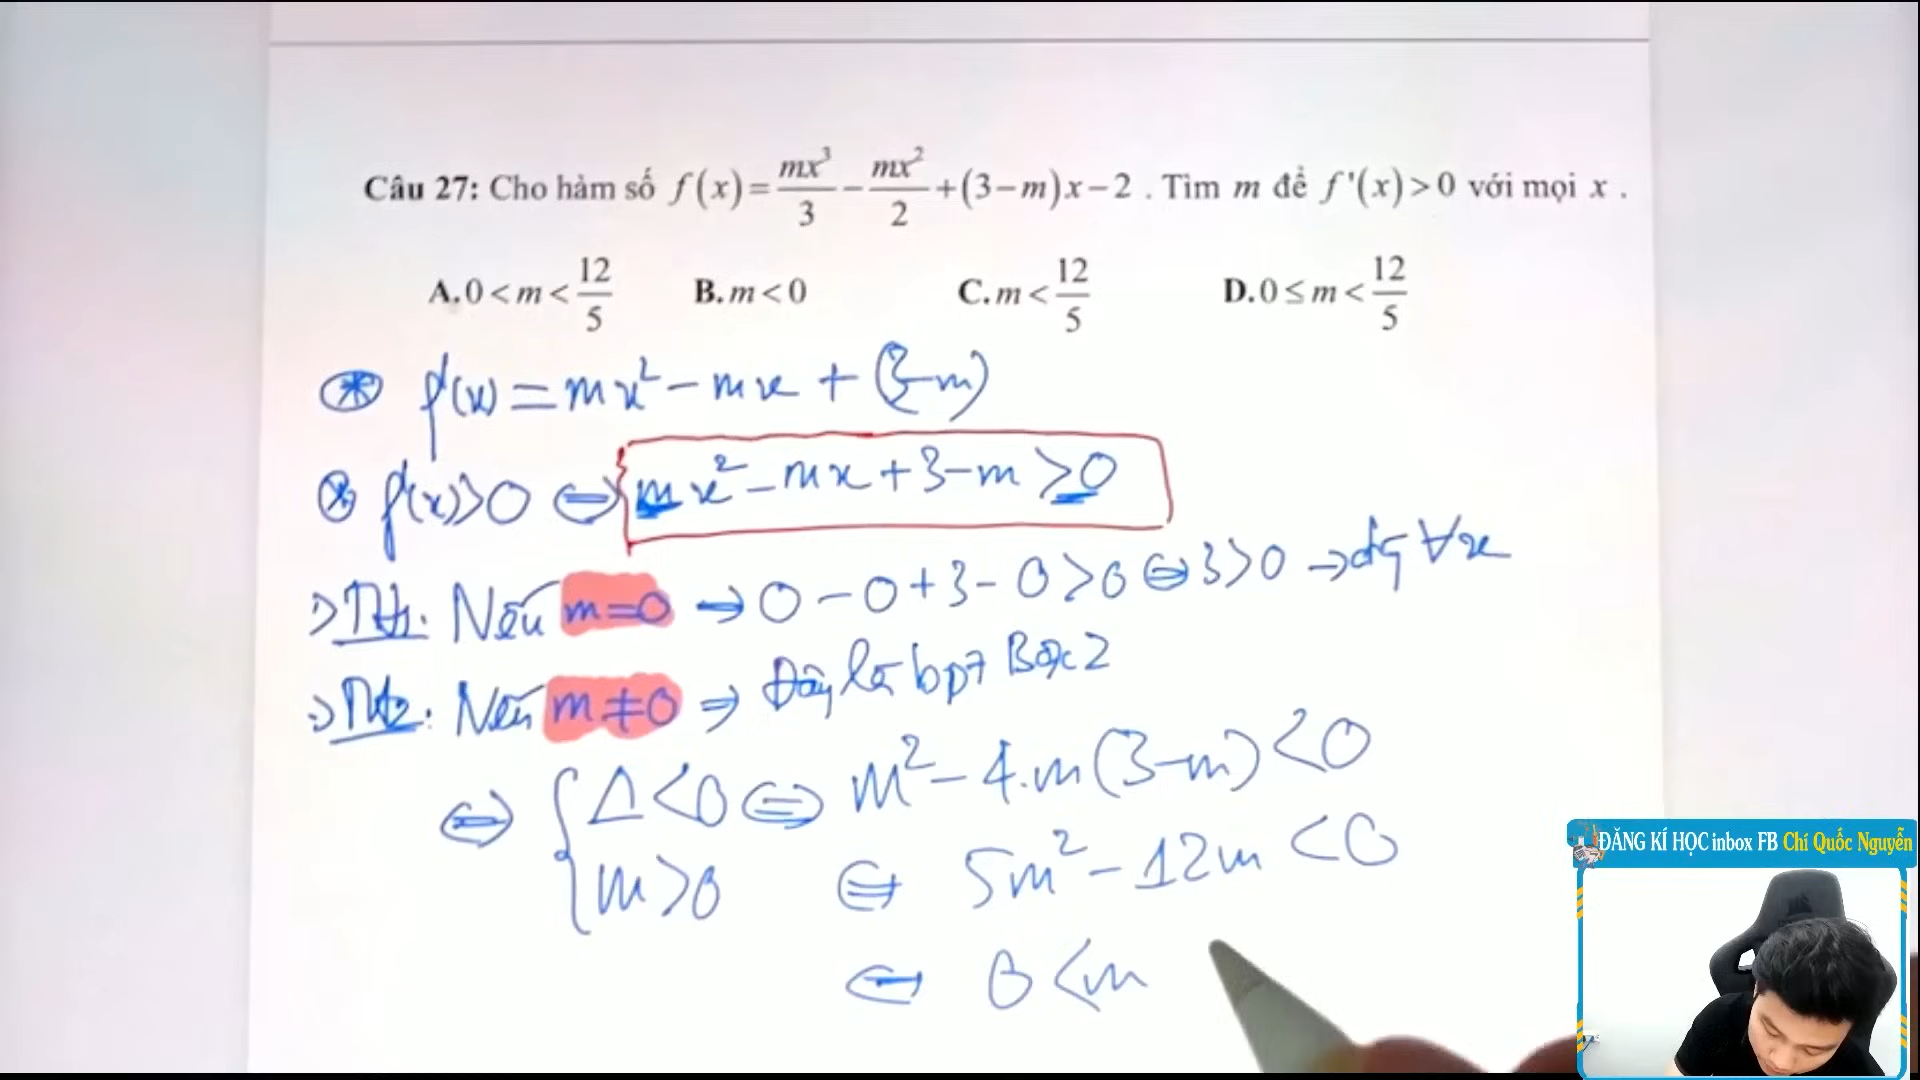 Câu 27: Cho hàm số f(x)=mx³/3−mx²/2+(3−m)x−2 . Tìm m để f'(x)>0 với mọi x .
A.0<m<12/5 B.m<0 C.m<12/5 D.0≤m<12/5
⊛ f'(x) = mx² − mx + (3−m)
⊛ f'(x)>0 ⇔ mx² − mx + 3 − m > 0
Th1: Nếu m=0 → 0 − 0 + 3 − 0 > 0 ⇔ 3 > 0 → đg ∀x
Th2: Nếu m≠0 ⇒ Đây là bpt Bậc 2
⇔ { Δ<0 ⇔ m² − 4.m(3−m) < 0
m>0 ⇔ 5m² − 12m < 0
⇔ 0 < m
ĐĂNG KÍ HỌC inbox FB Chí Quốc Nguyễn